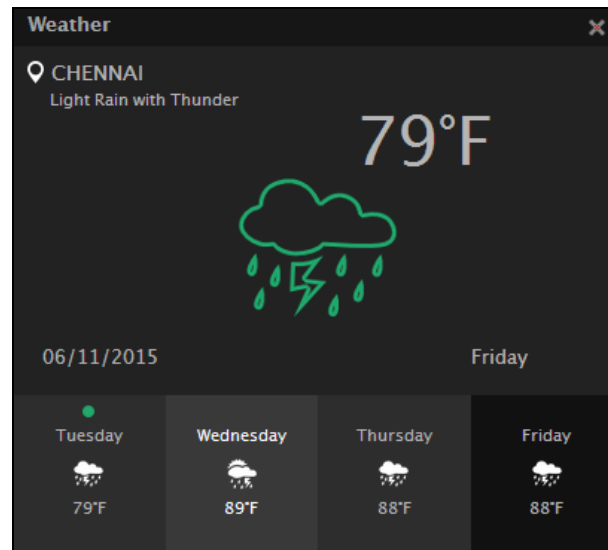 Weather
CHENNAI
Light Rain with Thunder
79°F
06/11/2015 Friday
Tuesday Wednesday Thursday Friday
79°F 89°F 88°F 88°F